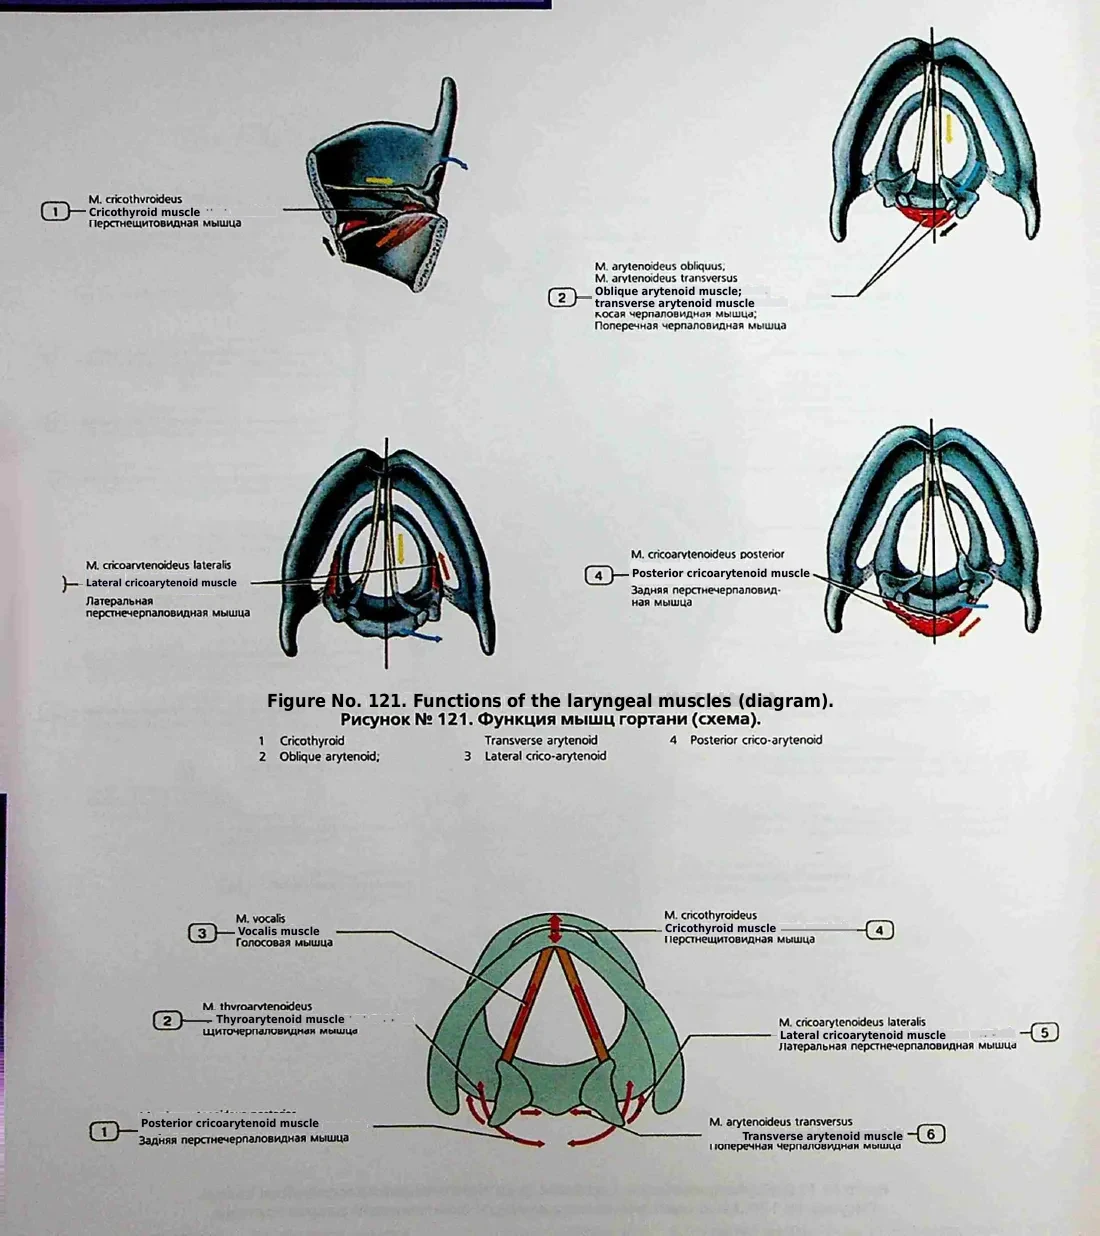 1
M. cricothvroideus
Cricothyroid muscle
Перстнещитовидная мышца
2
M. arytenoideus obliquus;
M. arytenoideus transversus
Oblique arytenoid muscle;
transverse arytenoid muscle
Косая черпаловидная мышца;
Поперечная черпаловидная мышца
M. cricoarvtenoideus lateralis
Lateral cricoarytenoid muscle
Латеральная
перстнечерпаловидная мышца
4
M. cricoarvtenoideus posterior
Posterior cricoarytenoid muscle
Задняя перстнечерпаловид-
ная мышца
Figure No. 121. Functions of the laryngeal muscles (diagram).
Рисунок № 121. Функция мышц гортани (схема).
1 Cricothyroid
2 Oblique arytenoid;
Transverse arytenoid
3 Lateral crico-arytenoid
4 Posterior crico-arytenoid
3
M. vocalis
Vocalis muscle
Голосовая мышца
M. cricothyroideus
Cricothyroid muscle
Перстнещитовидная мышца
4
2
M. thvroarvtenoideus
Thyroarytenoid muscle
Щиточерпаловидная мышца
M. cricoarytenoideus lateralis
Lateral cricoarytenoid muscle
Латеральная перстнечерпаловидная мышца
5
1
Posterior cricoarytenoid muscle
Задняя перстнечерпаловидная мышца
M. arytenoideus transversus
Transverse arytenoid muscle
Поперечная черпаловидная мышца
6